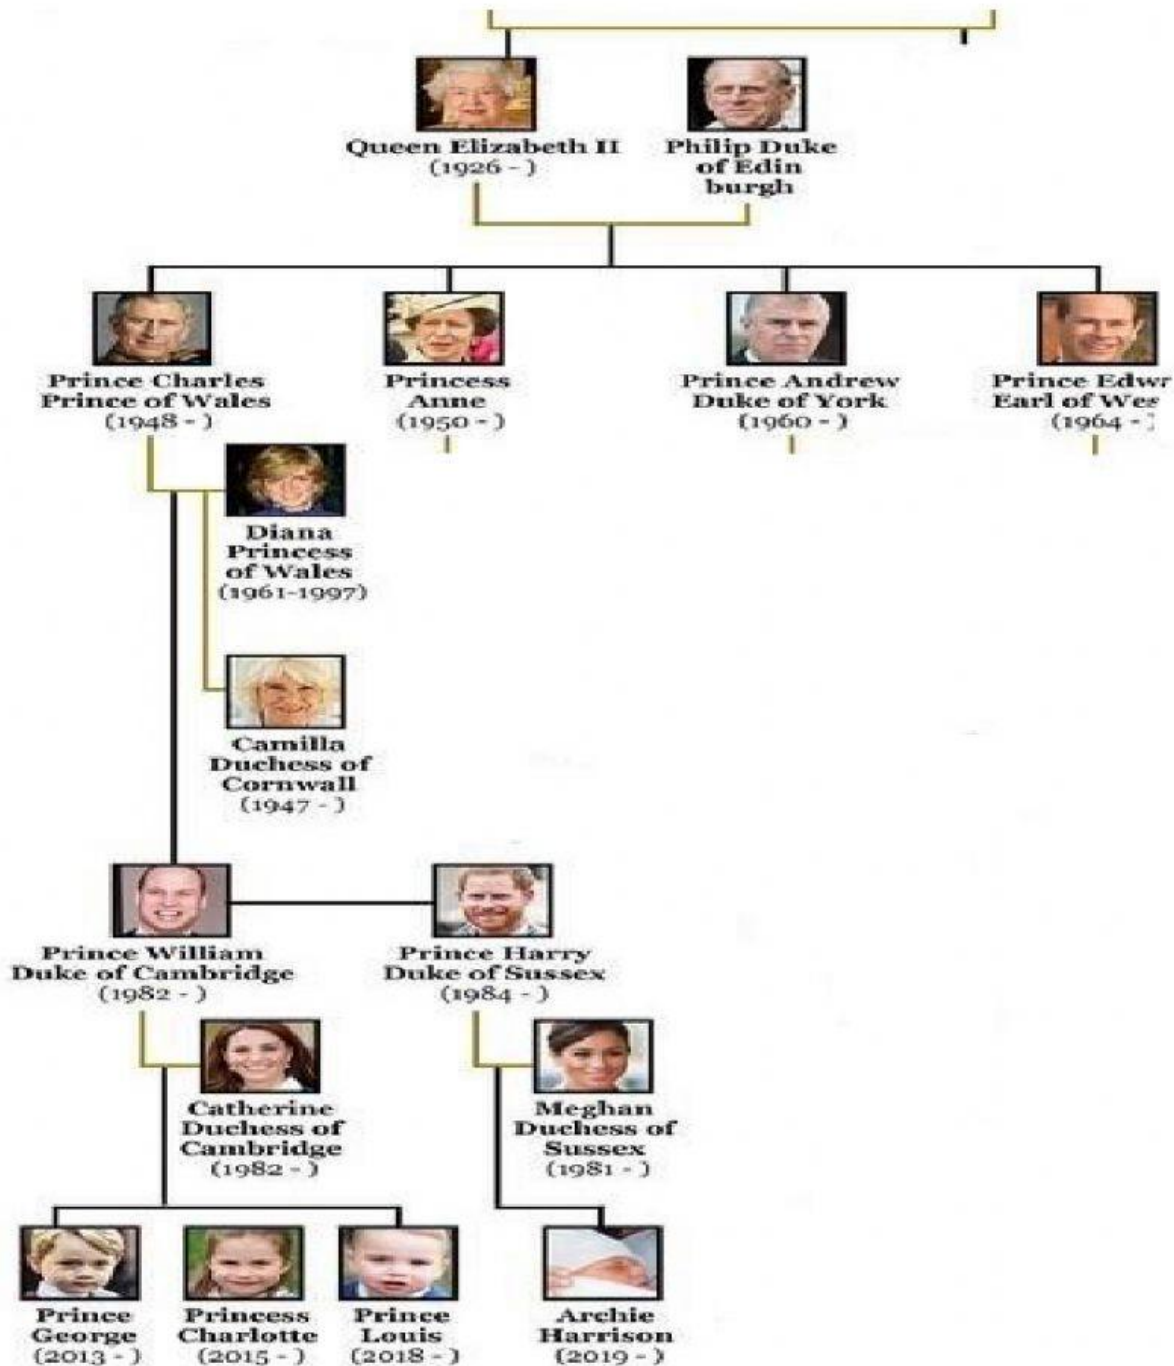 Queen Elizabeth II
(1926 - )
Philip Duke
of Edin
burgh
Prince Charles
Prince of Wales
(1948 - )
Princess
Anne
(1950 - )
Prince Andrew
Duke of York
(1960 - )
Prince Edwr
Earl of Wes
(1964 - )
Diana
Princess
of Wales
(1961-1997)
Camilla
Duchess of
Cornwall
(1947 - )
Prince William
Duke of Cambridge
(1982 - )
Prince Harry
Duke of Sussex
(1984 - )
Catherine
Duchess of
Cambridge
(1982 - )
Meghan
Duchess of
Sussex
(1981 - )
Prince
George
(2013 - )
Princess
Charlotte
(2015 - )
Prince
Louis
(2018 - )
Archie
Harrison
(2019 - )